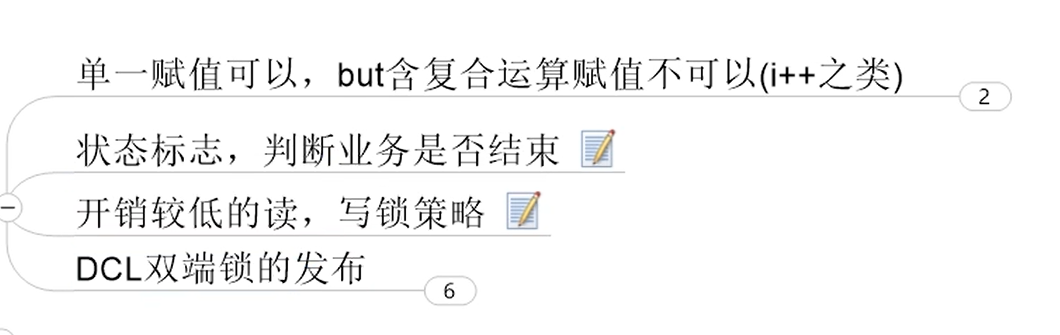 单一赋值可以，but含复合运算赋值不可以(i++之类)
2
状态标志，判断业务是否结束
开销较低的读，写锁策略
DCL双端锁的发布
6